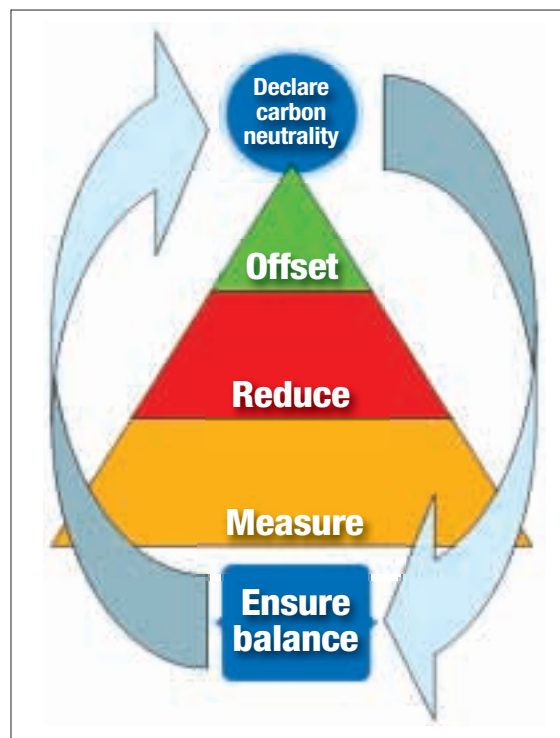 Declare
carbon
neutrality
Offset
Reduce
Measure
Ensure
balance